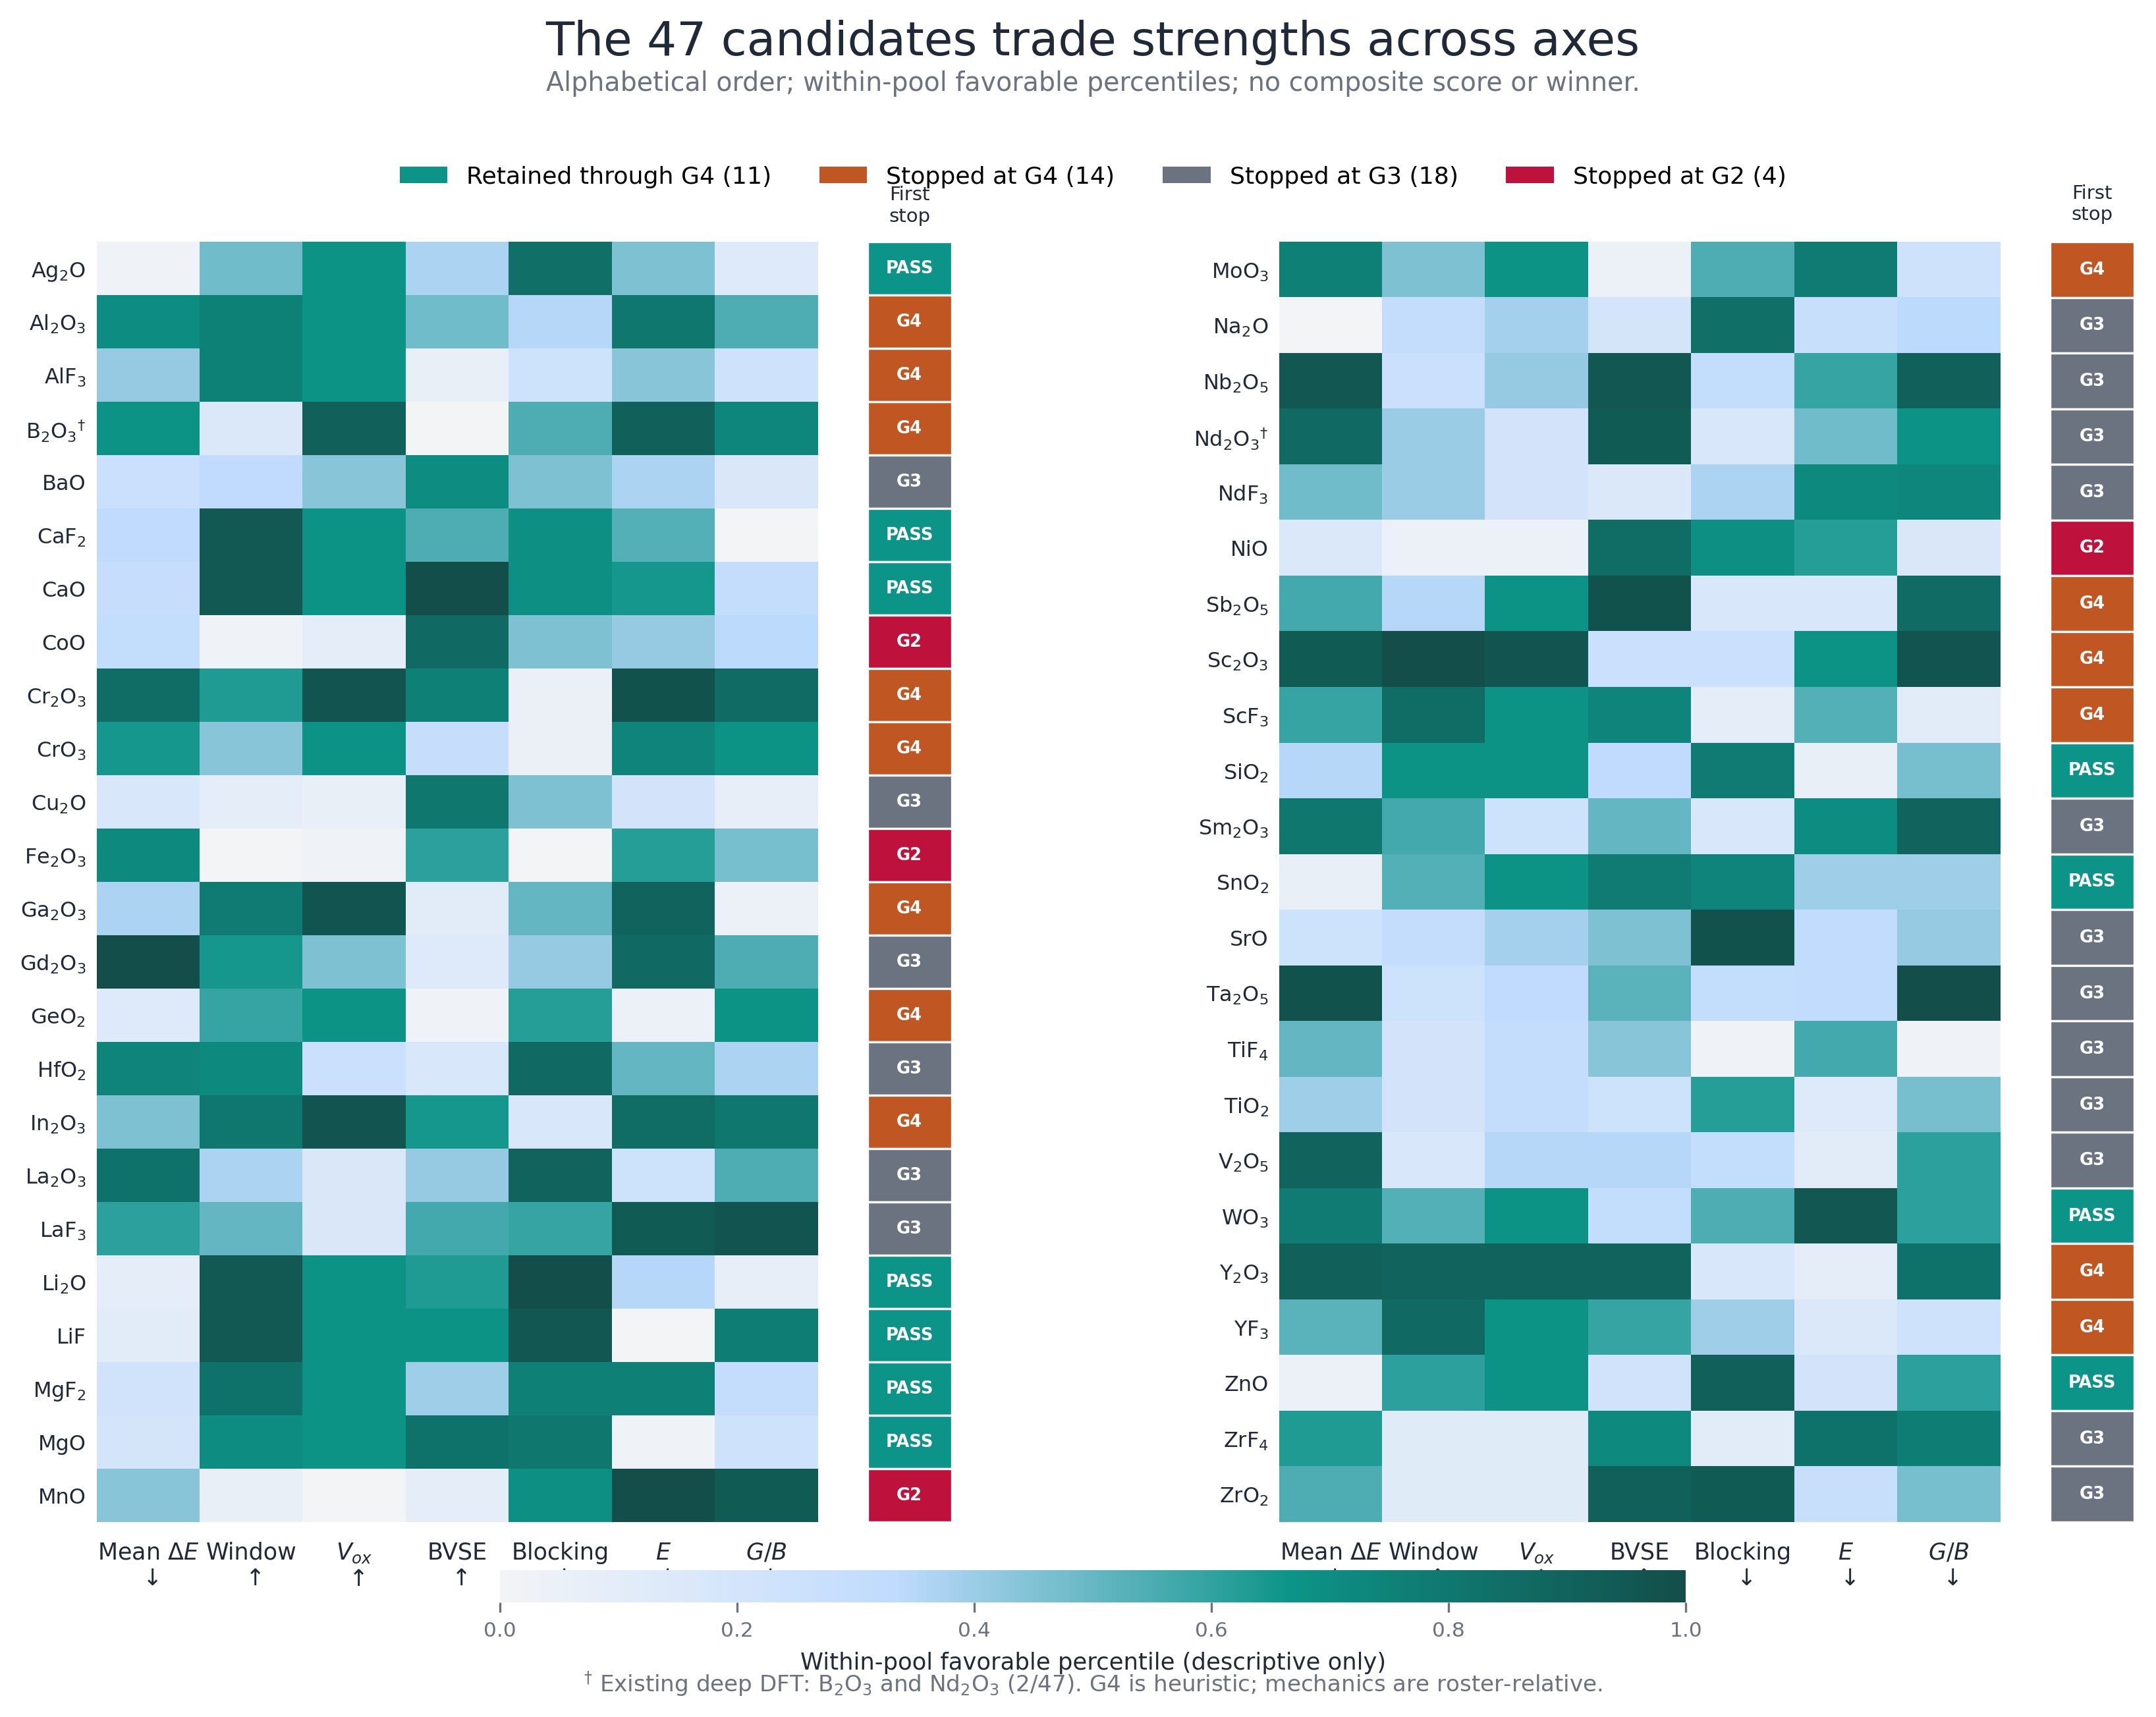 The 47 candidates trade strengths across axes
Alphabetical order; within-pool favorable percentiles; no composite score or winner.
Retained through G4 (11) Stopped at G4 (14) Stopped at G3 (18) Stopped at G2 (4)
First stop
Ag₂O PASS
Al₂O₃ G4
AlF₃ G4
B₂O₃† G4
BaO G3
CaF₂ PASS
CaO PASS
CoO G2
Cr₂O₃ G4
CrO₃ G4
Cu₂O G3
Fe₂O₃ G2
Ga₂O₃ G4
Gd₂O₃ G3
GeO₂ G4
HfO₂ G3
In₂O₃ G4
La₂O₃ G3
LaF₃ G3
Li₂O PASS
LiF PASS
MgF₂ PASS
MgO PASS
MnO G2
Mean ΔE Window V_ox BVSE Blocking E G/B
↓ ↑ ↑ ↑
First stop
MoO₃ G4
Na₂O G3
Nb₂O₅ G3
Nd₂O₃† G3
NdF₃ G3
NiO G2
Sb₂O₅ G4
Sc₂O₃ G4
ScF₃ G4
SiO₂ PASS
Sm₂O₃ G3
SnO₂ PASS
SrO G3
Ta₂O₅ G3
TiF₄ G3
TiO₂ G3
V₂O₅ G3
WO₃ PASS
Y₂O₃ G4
YF₃ G4
ZnO PASS
ZrF₄ G3
ZrO₂ G3
Mean ΔE Window V_ox BVSE Blocking E G/B
↓ ↓ ↓
0.0 0.2 0.4 0.6 0.8 1.0
Within-pool favorable percentile (descriptive only)
† Existing deep DFT: B₂O₃ and Nd₂O₃ (2/47). G4 is heuristic; mechanics are roster-relative.